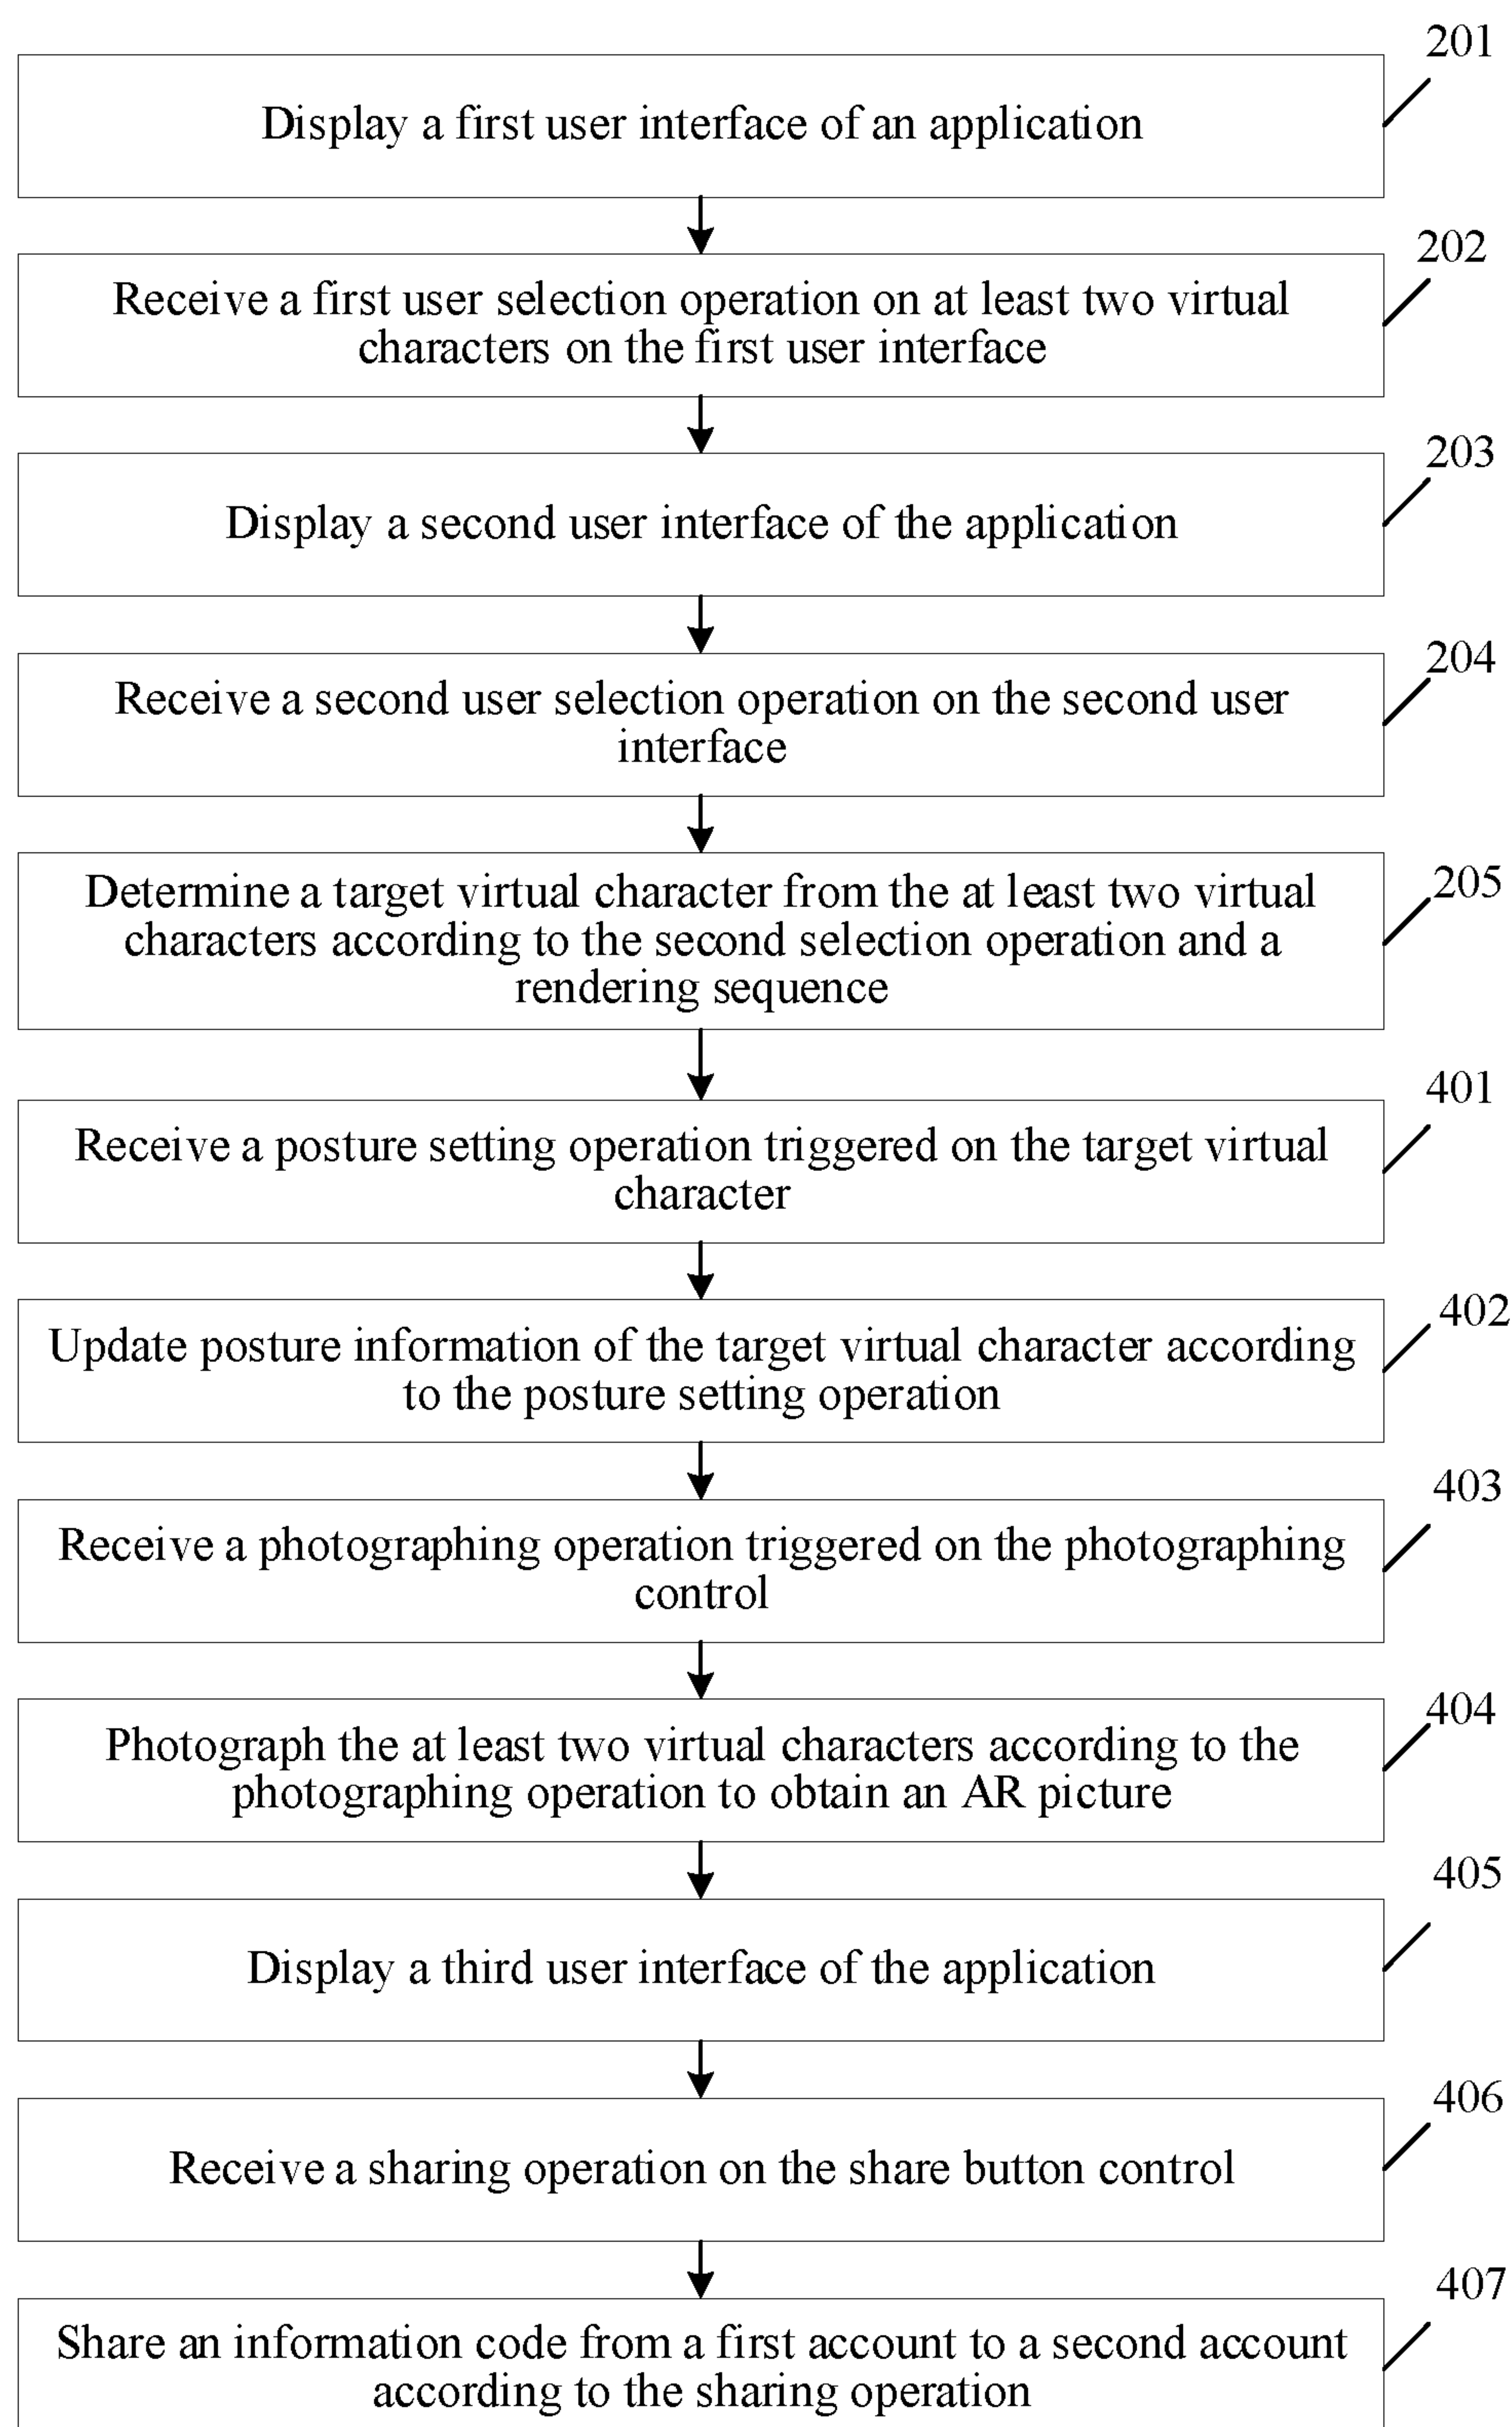 201
Display a first user interface of an application
202
Receive a first user selection operation on at least two virtual
characters on the first user interface
203
Display a second user interface of the application
204
Receive a second user selection operation on the second user
interface
205
Determine a target virtual character from the at least two virtual
characters according to the second selection operation and a
rendering sequence
401
Receive a posture setting operation triggered on the target virtual
character
402
Update posture information of the target virtual character according
to the posture setting operation
403
Receive a photographing operation triggered on the photographing
control
404
Photograph the at least two virtual characters according to the
photographing operation to obtain an AR picture
405
Display a third user interface of the application
406
Receive a sharing operation on the share button control
407
Share an information code from a first account to a second account
according to the sharing operation